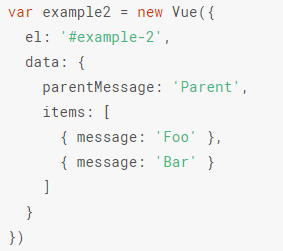 var example2 = new Vue({
  el: '#example-2',
  data: {
    parentMessage: 'Parent',
    items: [
      { message: 'Foo' },
      { message: 'Bar' }
    ]
  }
})